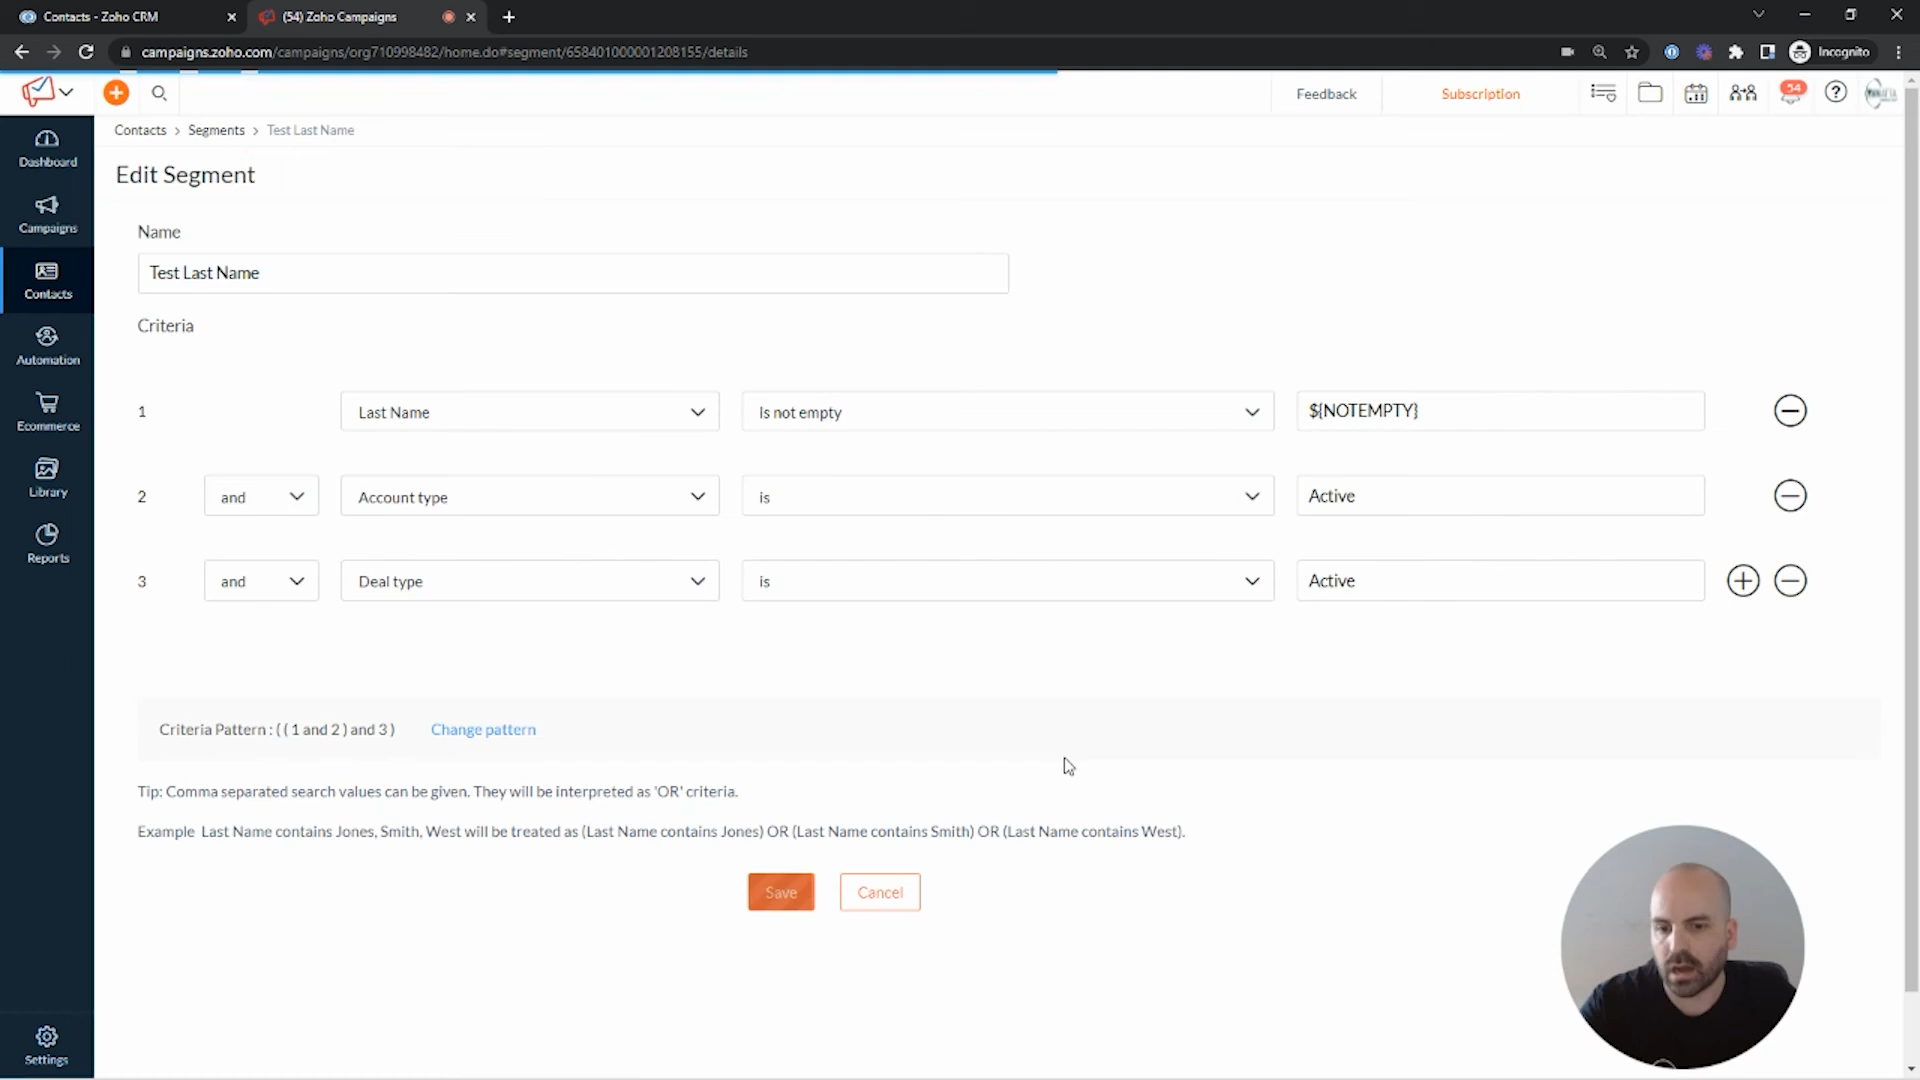 Contacts - Zoho CRM
(54) Zoho Campaigns
campaigns.zoho.com/campaigns/org710998482/home.do#segment/658401000001208155/details
Incognito
Feedback
Subscription
54
Contacts > Segments > Test Last Name
Edit Segment
Dashboard
Campaigns
Contacts
Automation
Ecommerce
Library
Reports
Settings
Name
Test Last Name
Criteria
1 Last Name Is not empty ${NOTEMPTY}
2 and Account type is Active
3 and Deal type is Active
Criteria Pattern : ( ( 1 and 2 ) and 3 ) Change pattern
Tip: Comma separated search values can be given. They will be interpreted as 'OR' criteria.
Example Last Name contains Jones, Smith, West will be treated as (Last Name contains Jones) OR (Last Name contains Smith) OR (Last Name contains West).
Save Cancel